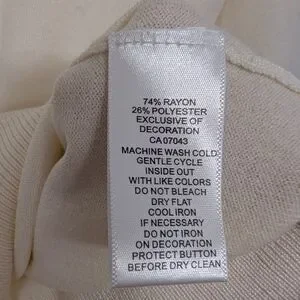 74% RAYON
26% POLYESTER
EXCLUSIVE OF
DECORATION
CA 07043
MACHINE WASH COLD
GENTLE CYCLE
INSIDE OUT
WITH LIKE COLORS
DO NOT BLEACH
DRY FLAT
COOL IRON
IF NECESSARY
DO NOT IRON
ON DECORATION
PROTECT BUTTON
BEFORE DRY CLEAN